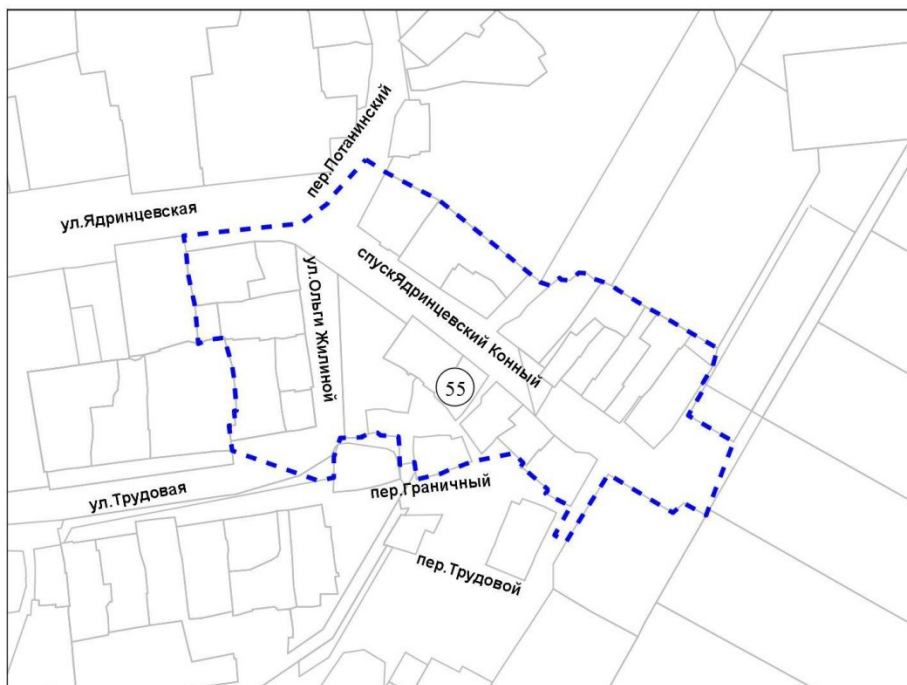 пер.Потанинский
ул.Ядринцевская
спускЯдринцевский Конный
ул.Ольги Жилиной
55
ул.Трудовая
пер.Граничный
пер.Трудовой